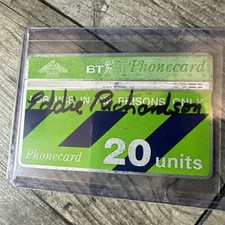 BT Phonecard
IN PRISONS ONLY
Eddie Richardson
Phonecard 20 units